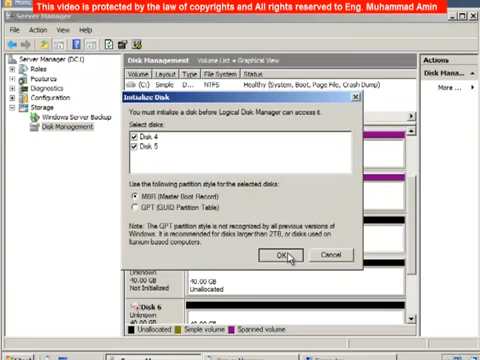 This video is protected by the law of copyrights and All rights reserved to Eng. Muhammad Amin
File Action View Help
Server Manager (DC1)
Roles
Features
Diagnostics
Configuration
Storage
Windows Server Backup
Disk Management
Disk Management Volume List + Graphical View
Volume Layout Type File System Status
(C:) Simple D... NTFS Healthy (System, Boot, Page File, Crash Dump)
Actions
Disk Mana...
More ...
Initialize Disk
You must initialize a disk before Logical Disk Manager can access it.
Select disks:
Disk 4
Disk 5
Use the following partition style for the selected disks:
MBR (Master Boot Record)
GPT (GUID Partition Table)
Note: The GPT partition style is not recognized by all previous versions of
Windows. It is recommended for disks larger than 2TB, or disks used on
Itanium-based computers.
OK
Cancel
Unknown
40.00 GB
Not Initialized
40.00 GB
Unallocated
Disk 6
Unknown
40.00 GB
40.00 GB
Unallocated Simple volume Spanned volume